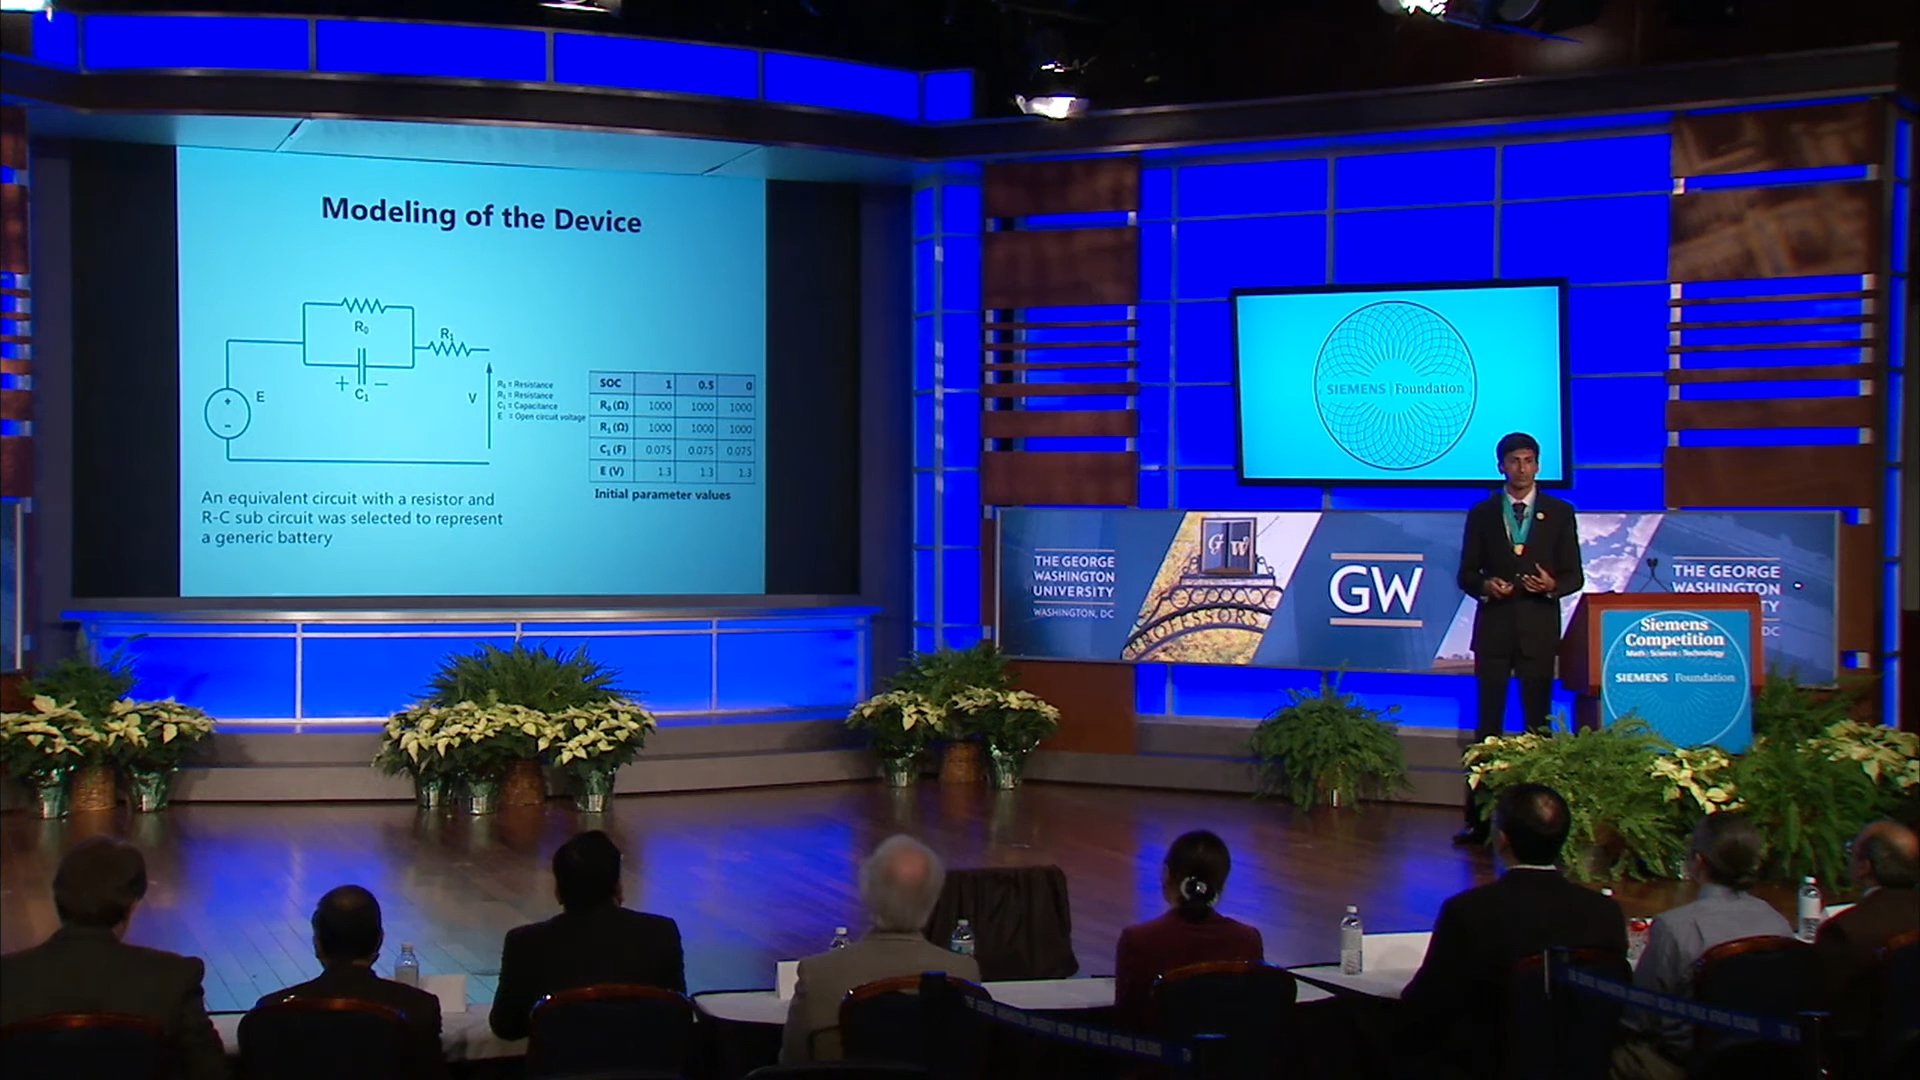 Modeling of the Device
R₀
R₁
+ −
C₁
E
+
-
V
R₀ = Resistance
R₁ = Resistance
C₁ = Capacitance
E = Open circuit voltage
SOC 1 0.5 0
R₀ (Ω) 1000 1000 1000
R₁ (Ω) 1000 1000 1000
C₁ (F) 0.075 0.075 0.075
E (V) 1.3 1.3 1.3
Initial parameter values
An equivalent circuit with a resistor and
R-C sub circuit was selected to represent
a generic battery
SIEMENS | Foundation
THE GEORGE
WASHINGTON
UNIVERSITY
WASHINGTON, DC
G W
PROFESSORS
GW
THE GEORGE
WASHINGTON
TY
DC
Siemens
Competition
Math | Science | Technology
SIEMENS | Foundation